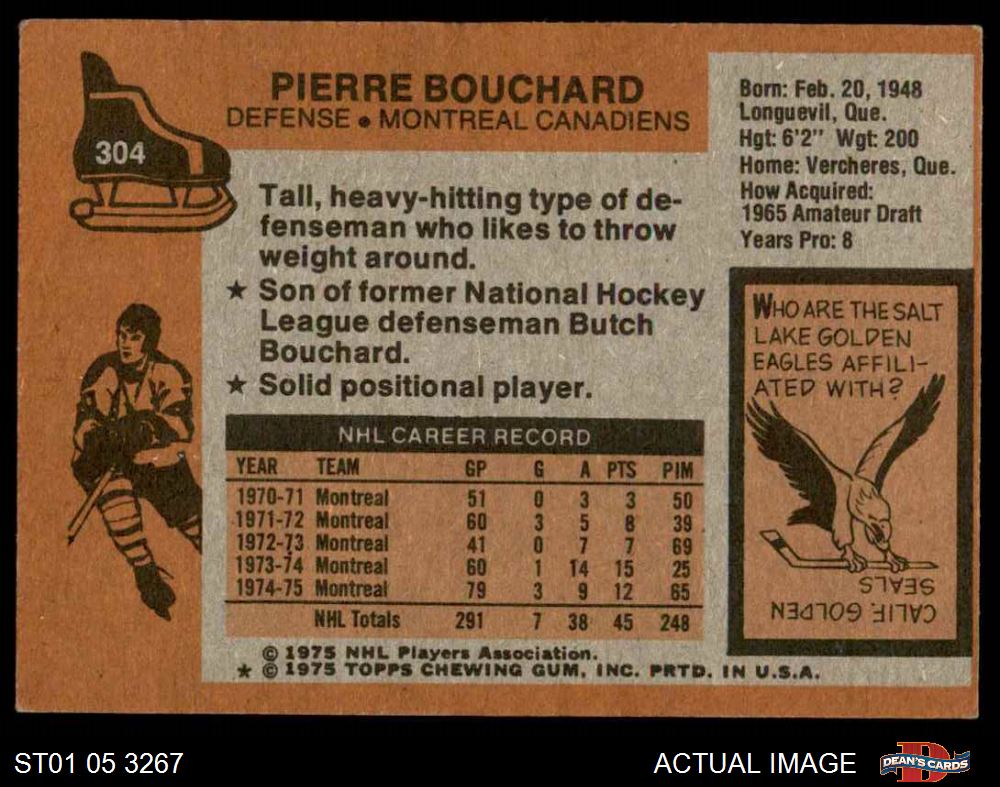 304
PIERRE BOUCHARD
DEFENSE • MONTREAL CANADIENS
Born: Feb. 20, 1948
Longuevil, Que.
Hgt: 6'2" Wgt: 200
Home: Vercheres, Que.
How Acquired:
1965 Amateur Draft
Years Pro: 8
Tall, heavy-hitting type of de-
fenseman who likes to throw
weight around.
★ Son of former National Hockey
League defenseman Butch
Bouchard.
★ Solid positional player.
NHL CAREER RECORD
YEAR TEAM GP G A PTS PIM
1970-71 Montreal 51 0 3 3 50
1971-72 Montreal 60 3 5 8 39
1972-73 Montreal 41 0 7 7 69
1973-74 Montreal 60 1 14 15 25
1974-75 Montreal 79 3 9 12 65
NHL Totals 291 7 38 45 248
WHO ARE THE SALT
LAKE GOLDEN
EAGLES AFFILI-
ATED WITH?
CALIF. GOLDEN
SEALS
© 1975 NHL Players Association.
★ © 1975 TOPPS CHEWING GUM, INC. PRTD. IN U.S.A.
ST01 05 3267
ACTUAL IMAGE
D
DEAN'S CARDS